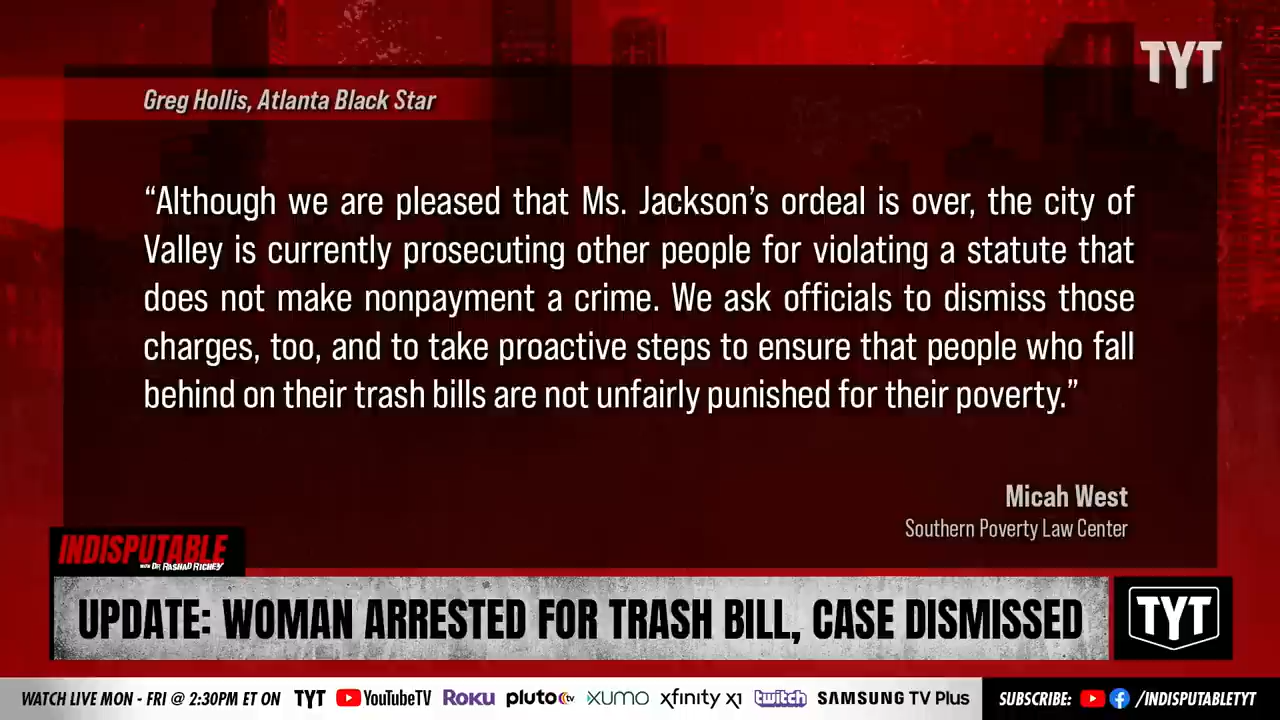 TYT
Greg Hollis, Atlanta Black Star
“Although we are pleased that Ms. Jackson’s ordeal is over, the city of
Valley is currently prosecuting other people for violating a statute that
does not make nonpayment a crime. We ask officials to dismiss those
charges, too, and to take proactive steps to ensure that people who fall
behind on their trash bills are not unfairly punished for their poverty.”
Micah West
Southern Poverty Law Center
INDISPUTABLE
WITH DR. RASHAD RICHEY
UPDATE: WOMAN ARRESTED FOR TRASH BILL, CASE DISMISSED
TYT
WATCH LIVE MON - FRI @ 2:30PM ET ON TYT YouTubeTV ROKU pluto tv xumo xfinity x1 twitch SAMSUNG TV Plus SUBSCRIBE: /INDISPUTABLETYT